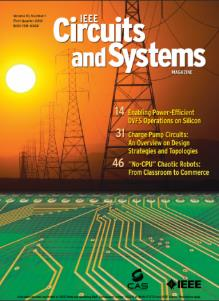 IEEE
Circuits
and Systems
MAGAZINE
14 Enabling Power-Efficient
DVFS Operations on Silicon
31 Charge Pump Circuits:
An Overview on Design
Strategies and Topologies
46 "No-CPU" Chaotic Robots:
From Classroom to Commerce
CAS
IEEE